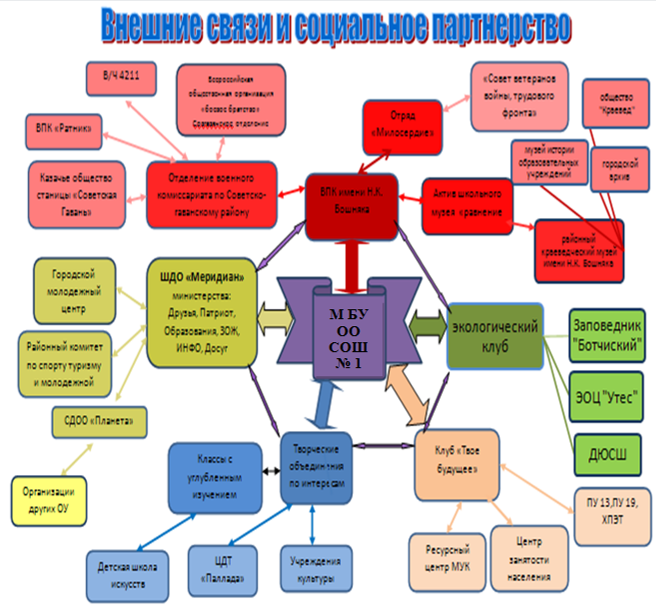 Внешние связи и социальное партнерство
В/Ч 4211
Всероссийская
общественная организация
«боевое братство»
отделение
«Совет ветеранов
войны, трудового
фронта»
общество
"Краевед"
Отряд
«Милосердие»
ВПК «Ратник»
музей истории
образовательных
учреждений
городской
архив
Казачье общество
станицы «Советская
Гавань»
Отделение военного
комиссариата по Советско-
гаванскому району
ВПК имени Н.К.
Бошняка
Актив школьного
музея
районный
краеведческий музей
имени Н.К. Бошняка
Городской
молодежный
центр
ШДО «Меридиан»
министерства:
Друзья, Патриот,
Образования, ЗОЖ,
ИНФО, Досуг
М БУ
ОО
СОШ
№ 1
экологический
клуб
Заповедник
"Ботчиский"
Районный комитет
по спорту туризму
и молодежной
ЭОЦ "Утес"
СДОО «Планета»
ДЮСШ
Классы с
углубленным
изучением
Творческие
объединения
по интересам
Клуб «Твое
будущее»
Организации
других ОУ
ПУ 13,ПУ 19,
ХПЭТ
Детская школа
искусств
ЦДТ
«Паллада»
Учреждения
культуры
Ресурсный
центр МУК
Центр
занятости
населения